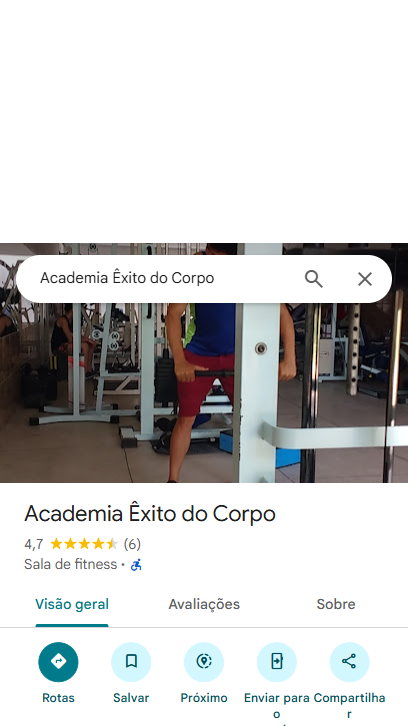 Academia Êxito do Corpo
Academia Êxito do Corpo
4,7 (6)
Sala de fitness ·
Visão geral Avaliações Sobre
Rotas Salvar Próximo Enviar para o Compartilhar